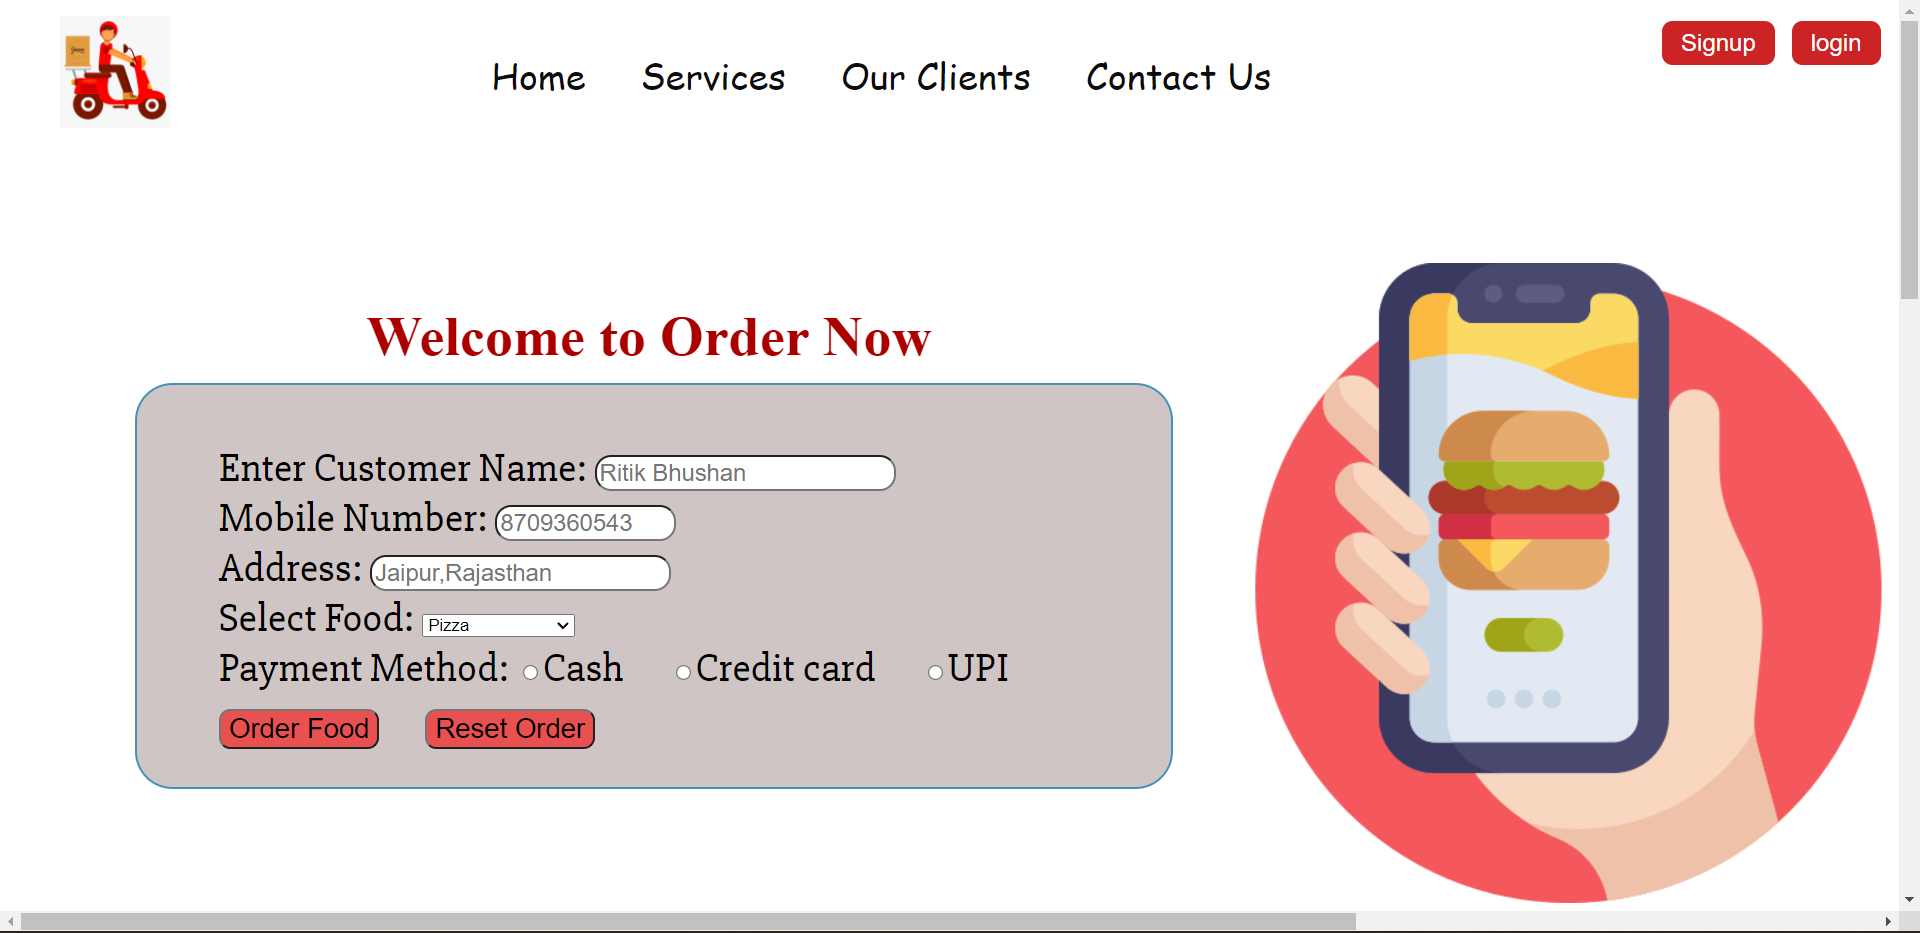 Home Services Our Clients Contact Us
Signup login
Welcome to Order Now
Enter Customer Name: Ritik Bhushan
Mobile Number: 8709360543
Address: Jaipur,Rajasthan
Select Food: Pizza
Payment Method: Cash Credit card UPI
Order Food Reset Order